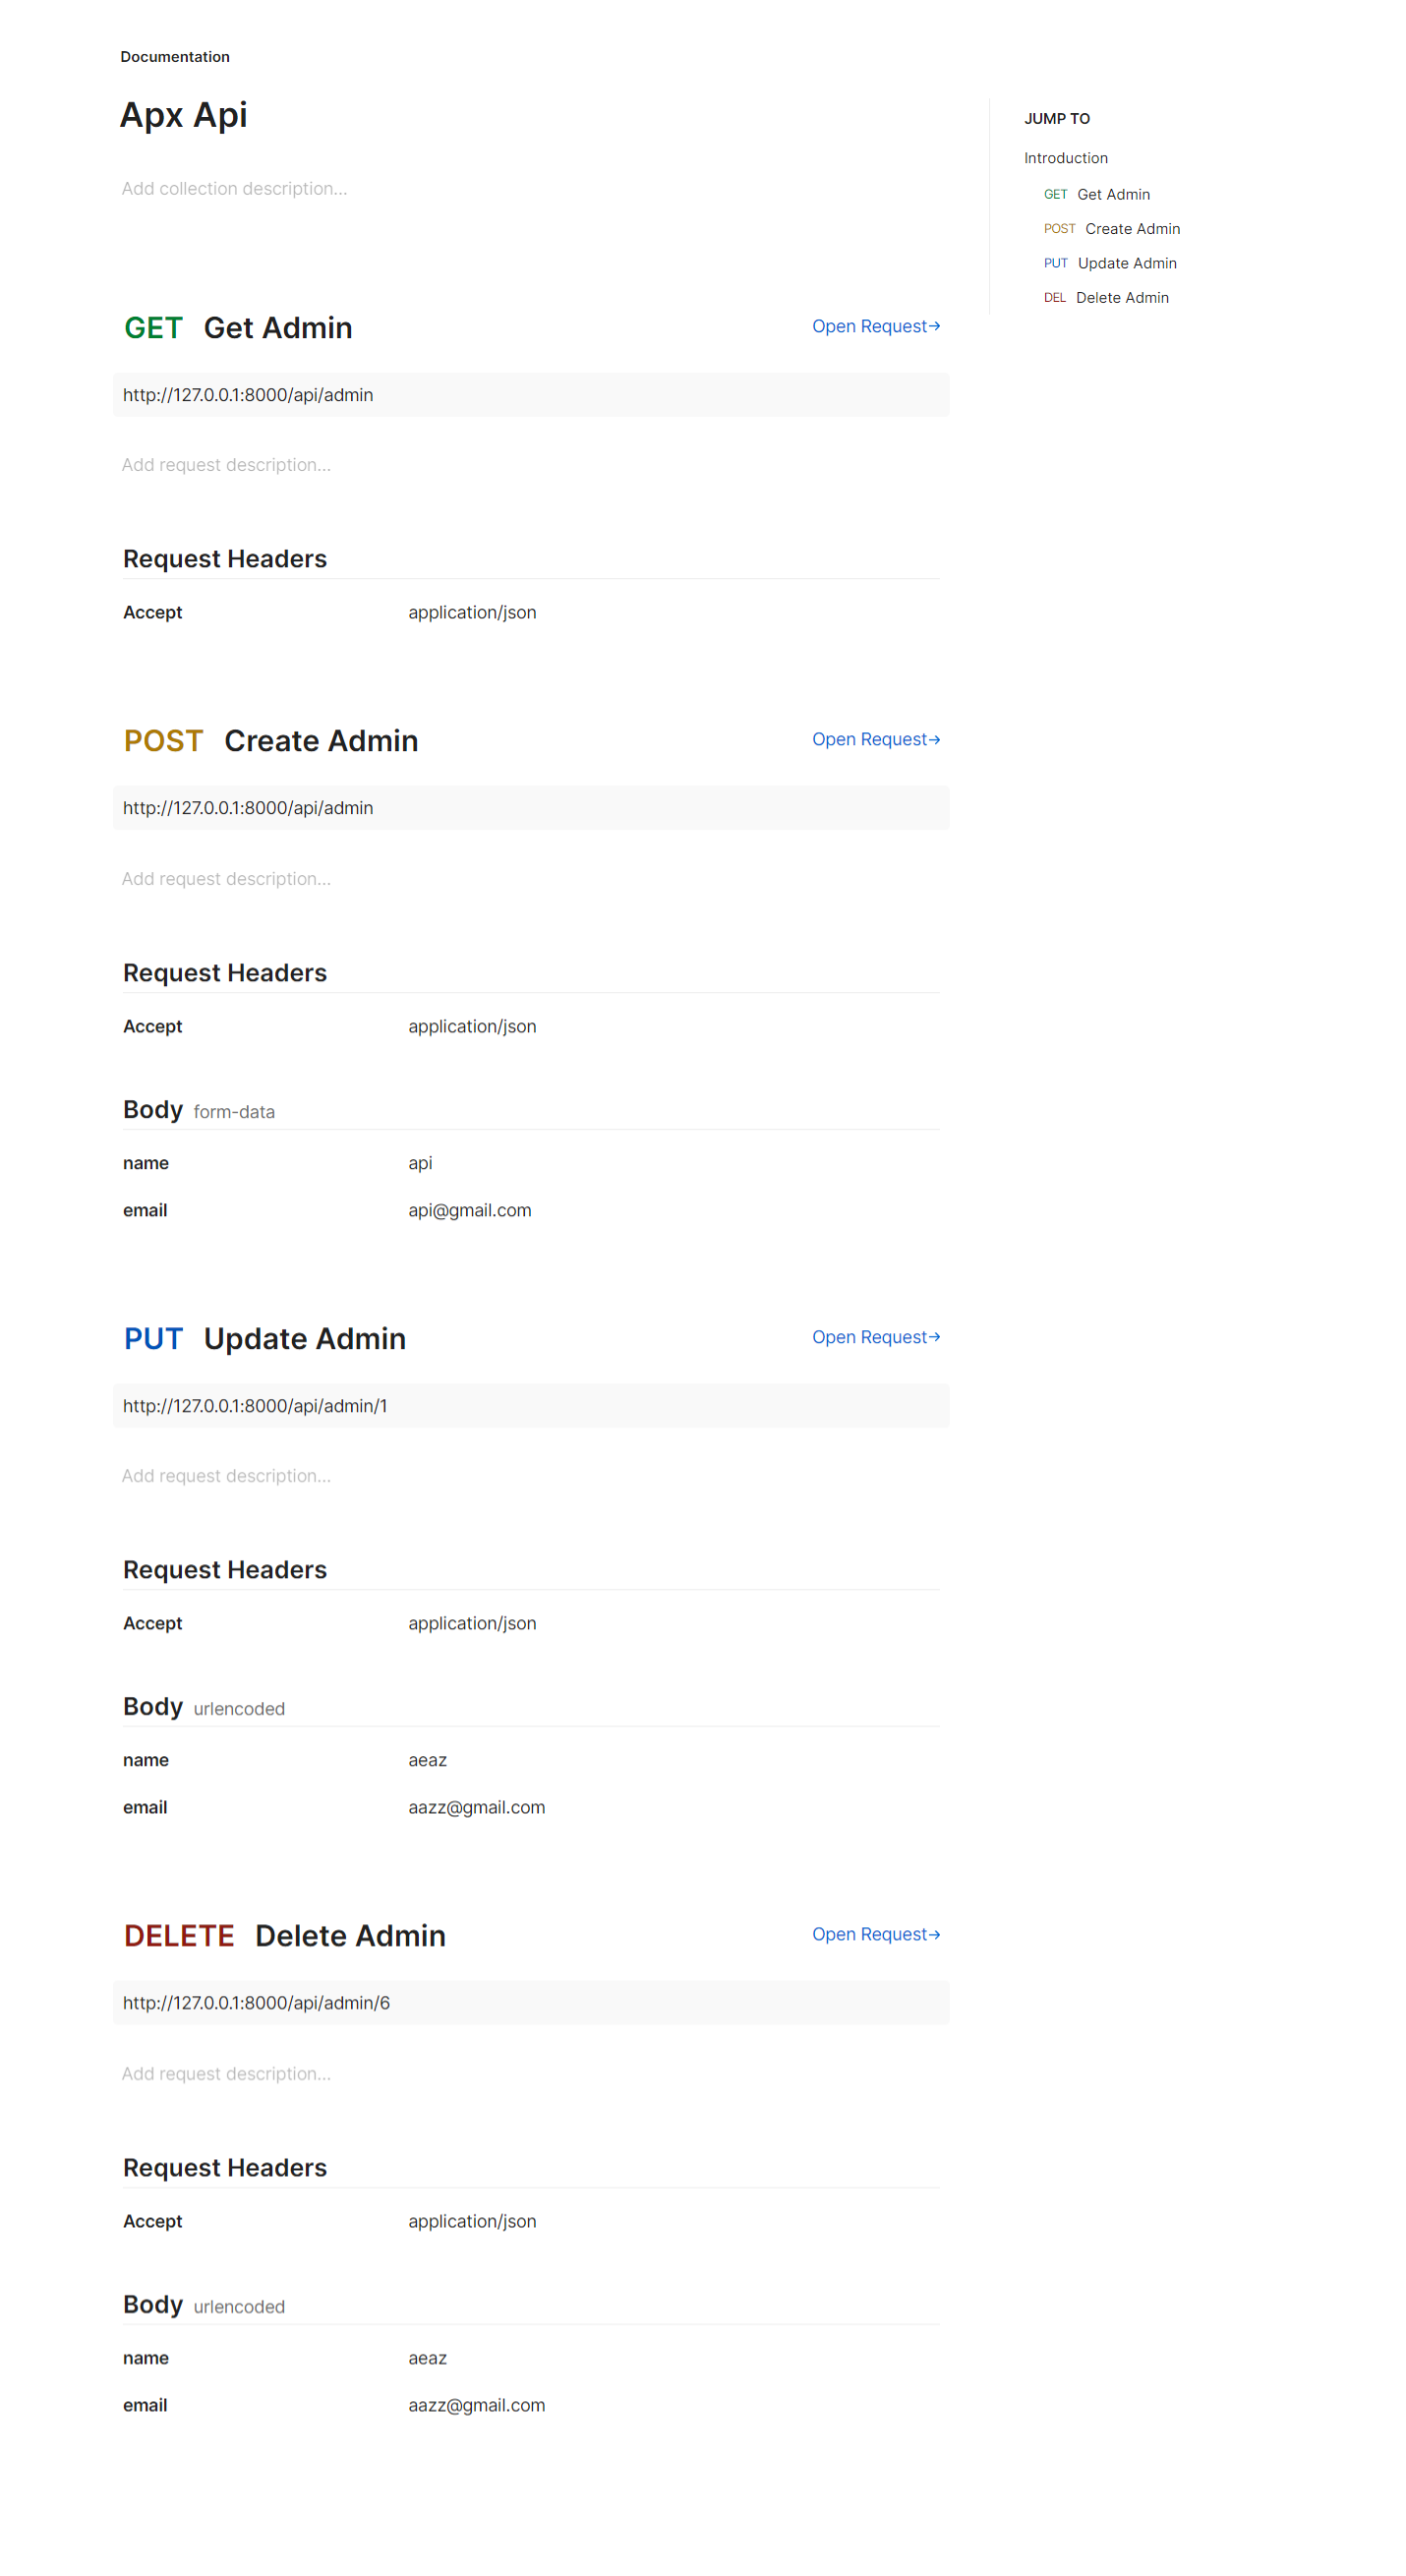 Documentation
Apx Api
Add collection description...
JUMP TO
Introduction
GET Get Admin
POST Create Admin
PUT Update Admin
DEL Delete Admin
GET Get Admin Open Request→
http://127.0.0.1:8000/api/admin
Add request description...
Request Headers
Accept application/json
POST Create Admin Open Request→
http://127.0.0.1:8000/api/admin
Add request description...
Request Headers
Accept application/json
Body form-data
name api
email api@gmail.com
PUT Update Admin Open Request→
http://127.0.0.1:8000/api/admin/1
Add request description...
Request Headers
Accept application/json
Body urlencoded
name aeaz
email aazz@gmail.com
DELETE Delete Admin Open Request→
http://127.0.0.1:8000/api/admin/6
Add request description...
Request Headers
Accept application/json
Body urlencoded
name aeaz
email aazz@gmail.com